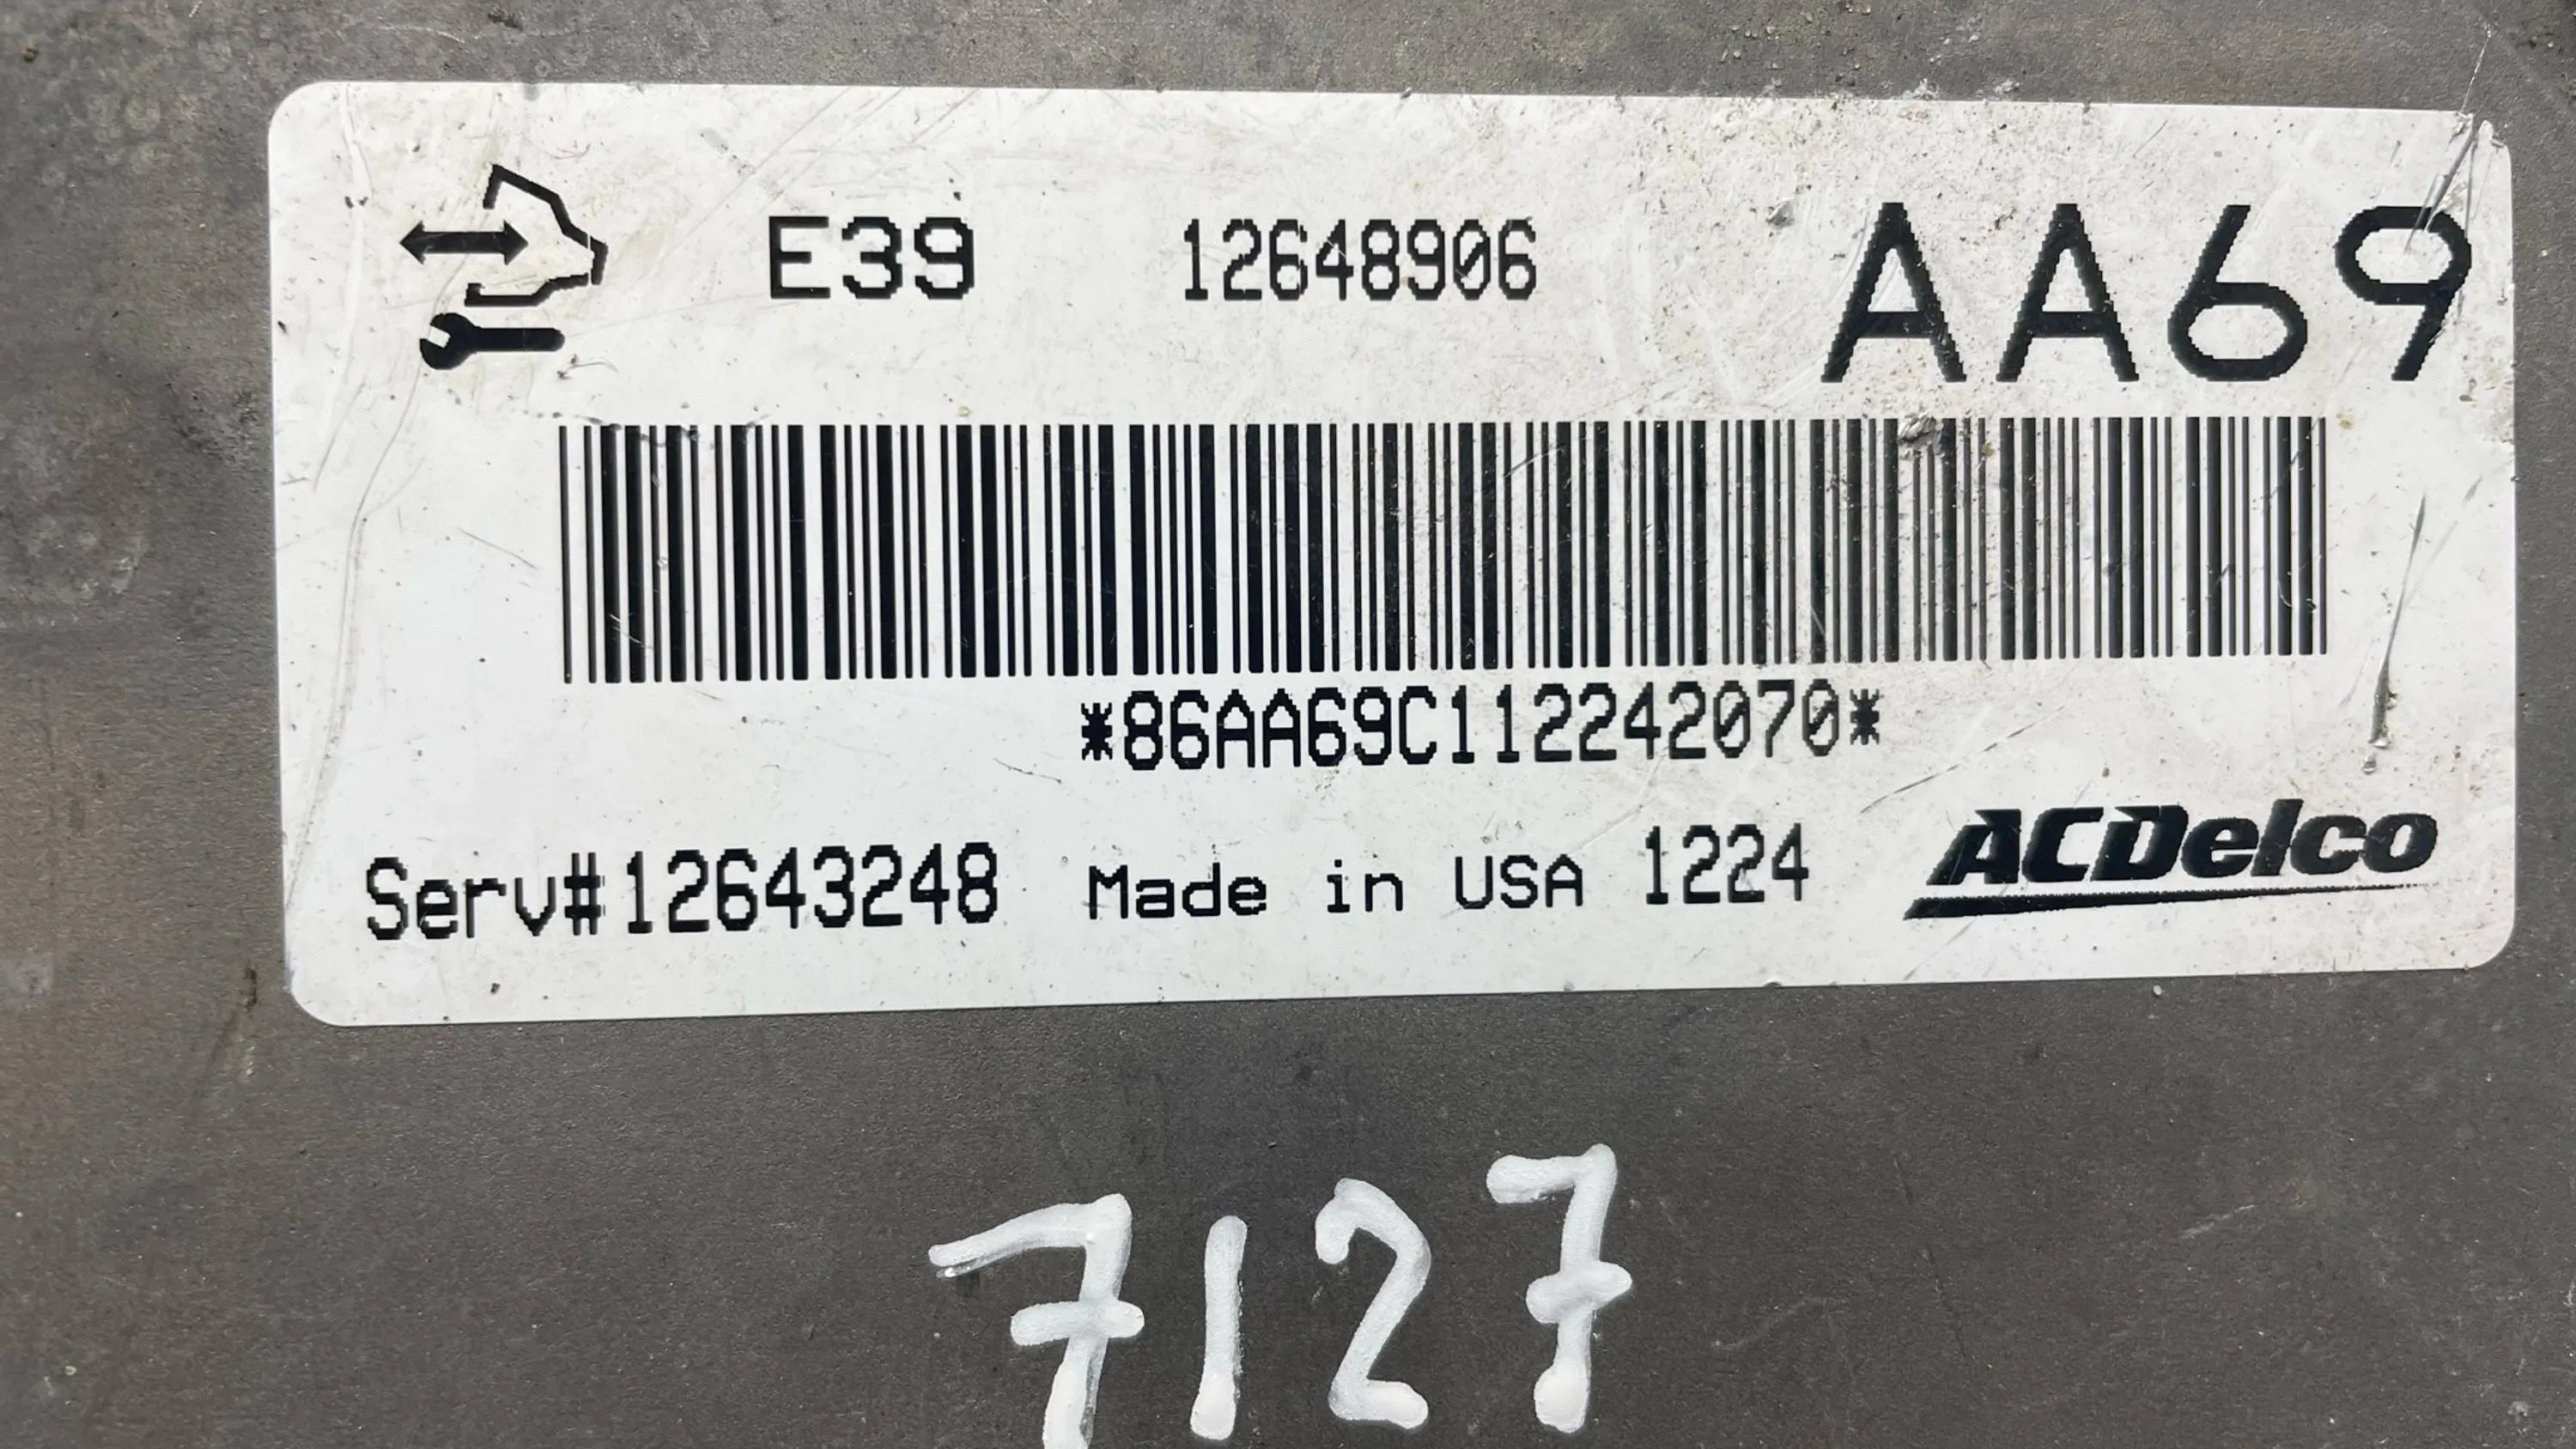 E39 12648906 AA69
*86AA69C112242070*
Serv#12643248 Made in USA 1224 ACDelco
7127